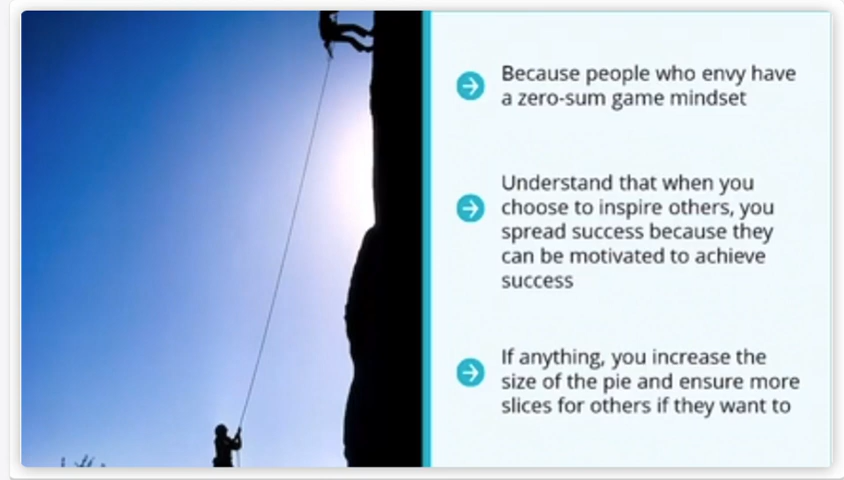 Because people who envy have
a zero-sum game mindset
Understand that when you
choose to inspire others, you
spread success because they
can be motivated to achieve
success
If anything, you increase the
size of the pie and ensure more
slices for others if they want to